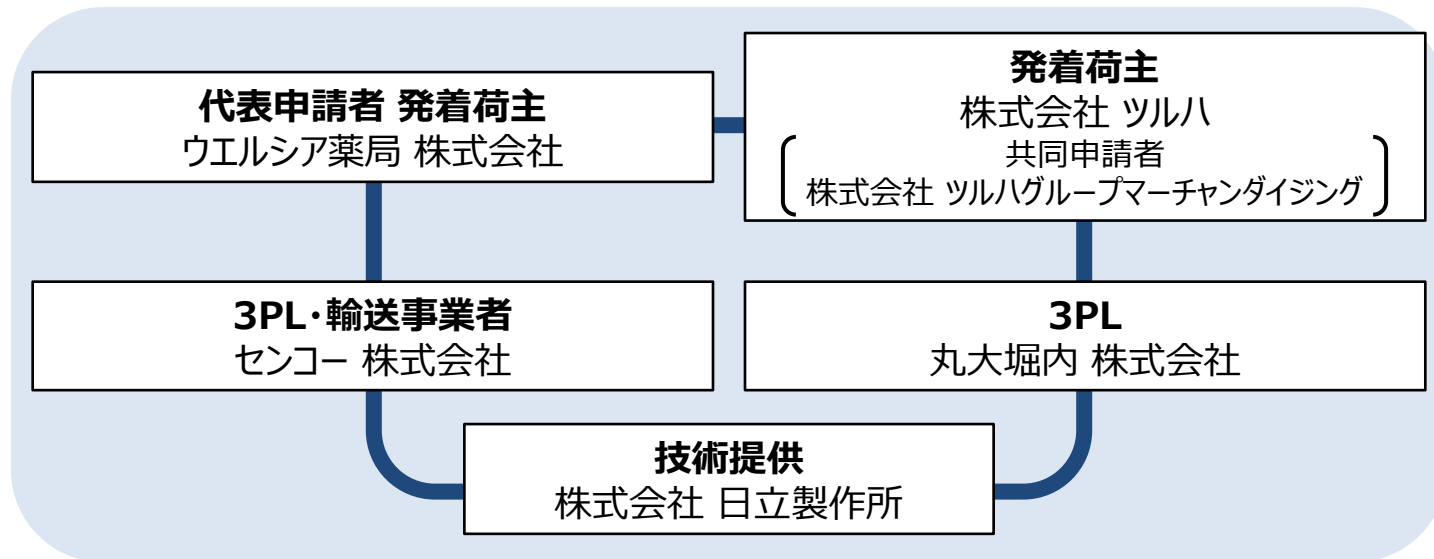 代表申請者 発着荷主
ウエルシア薬局 株式会社
発着荷主
株式会社 ツルハ
共同申請者
株式会社 ツルハグループマーチャンダイジング
3PL・輸送事業者
センコー 株式会社
3PL
丸大堀内 株式会社
技術提供
株式会社 日立製作所